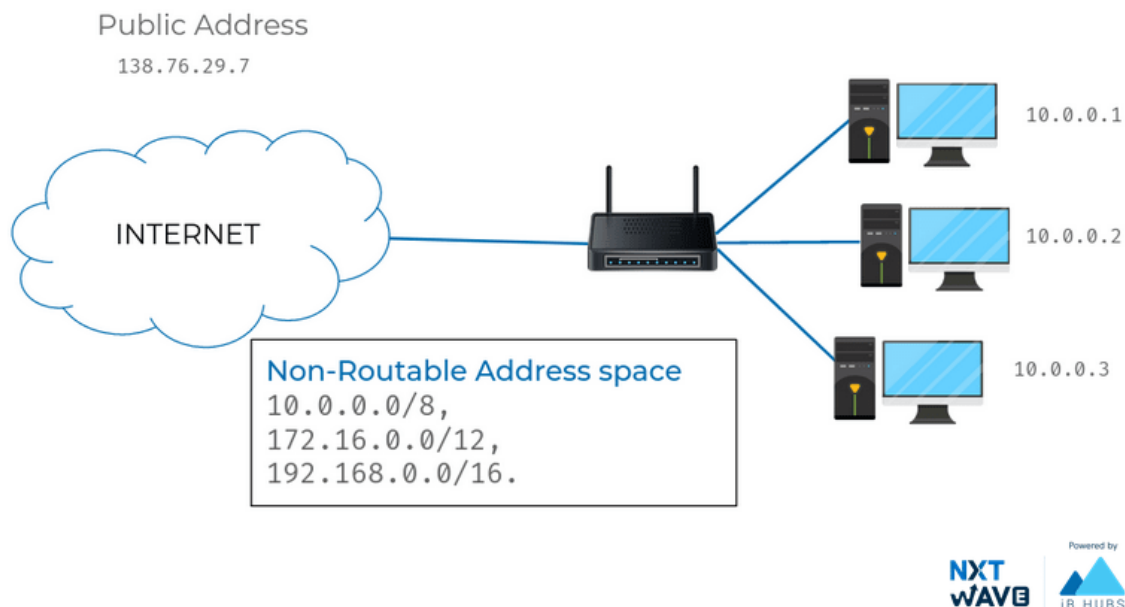 Public Address
138.76.29.7
INTERNET
10.0.0.1
10.0.0.2
10.0.0.3
Non-Routable Address space
10.0.0.0/8,
172.16.0.0/12,
192.168.0.0/16.
Powered by
NXT
WAVE
iB HUBS